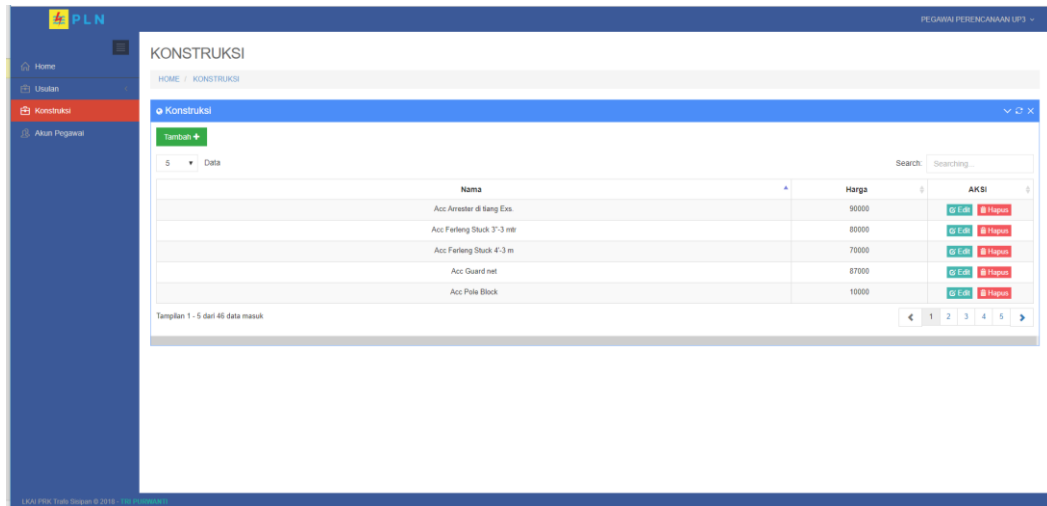 PLN
PEGAWAI PERENCANAAN UP3
Home
Usulan
Konstruksi
Akun Pegawai
KONSTRUKSI
HOME / KONSTRUKSI
Konstruksi
Tambah +
5 Data
Search: Searching...
Nama Harga AKSI
Acc Arrester di tiang Exs. 90000 Edit Hapus
Acc Ferleng Stuck 3"-3 mtr 80000 Edit Hapus
Acc Ferleng Stuck 4'-3 m 70000 Edit Hapus
Acc Guard net 87000 Edit Hapus
Acc Pole Block 10000 Edit Hapus
Tampilan 1 - 5 dari 46 data masuk
1 2 3 4 5
LKAI PRK Trafo Sisipan © 2018 - TRI PURWANTI